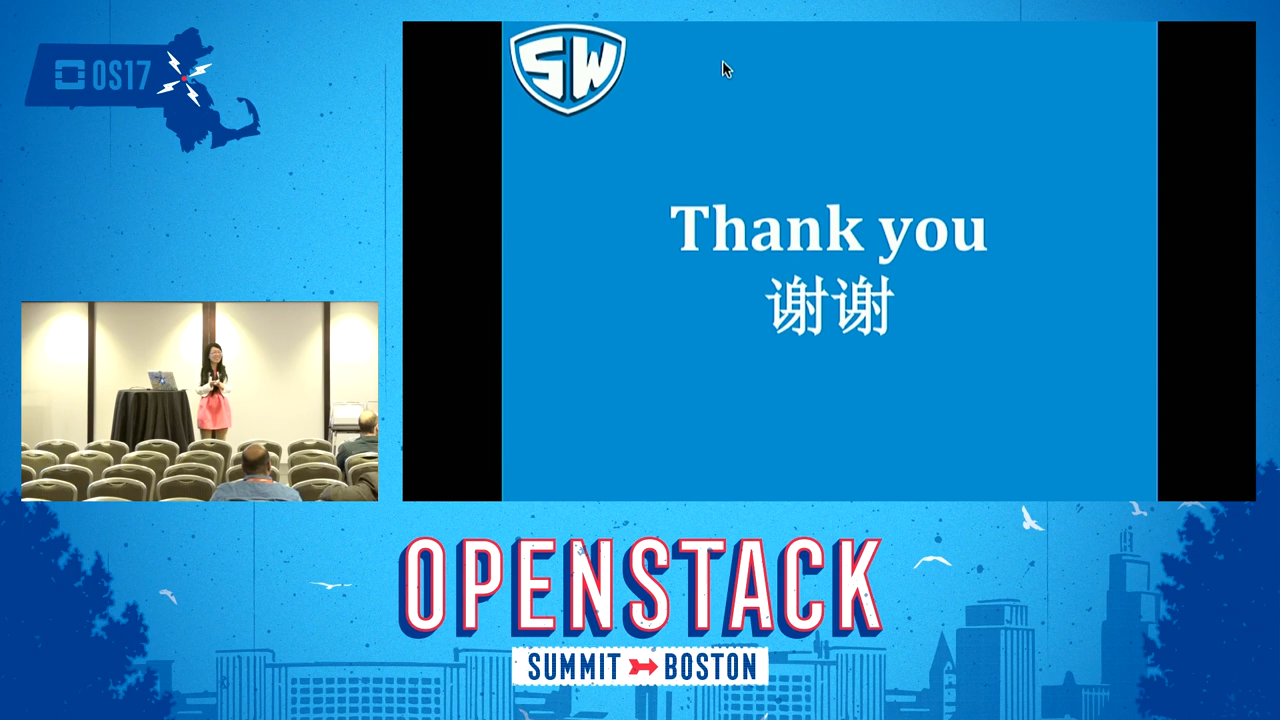 OS17
SW
Thank you
谢谢
OPENSTACK
SUMMIT BOSTON